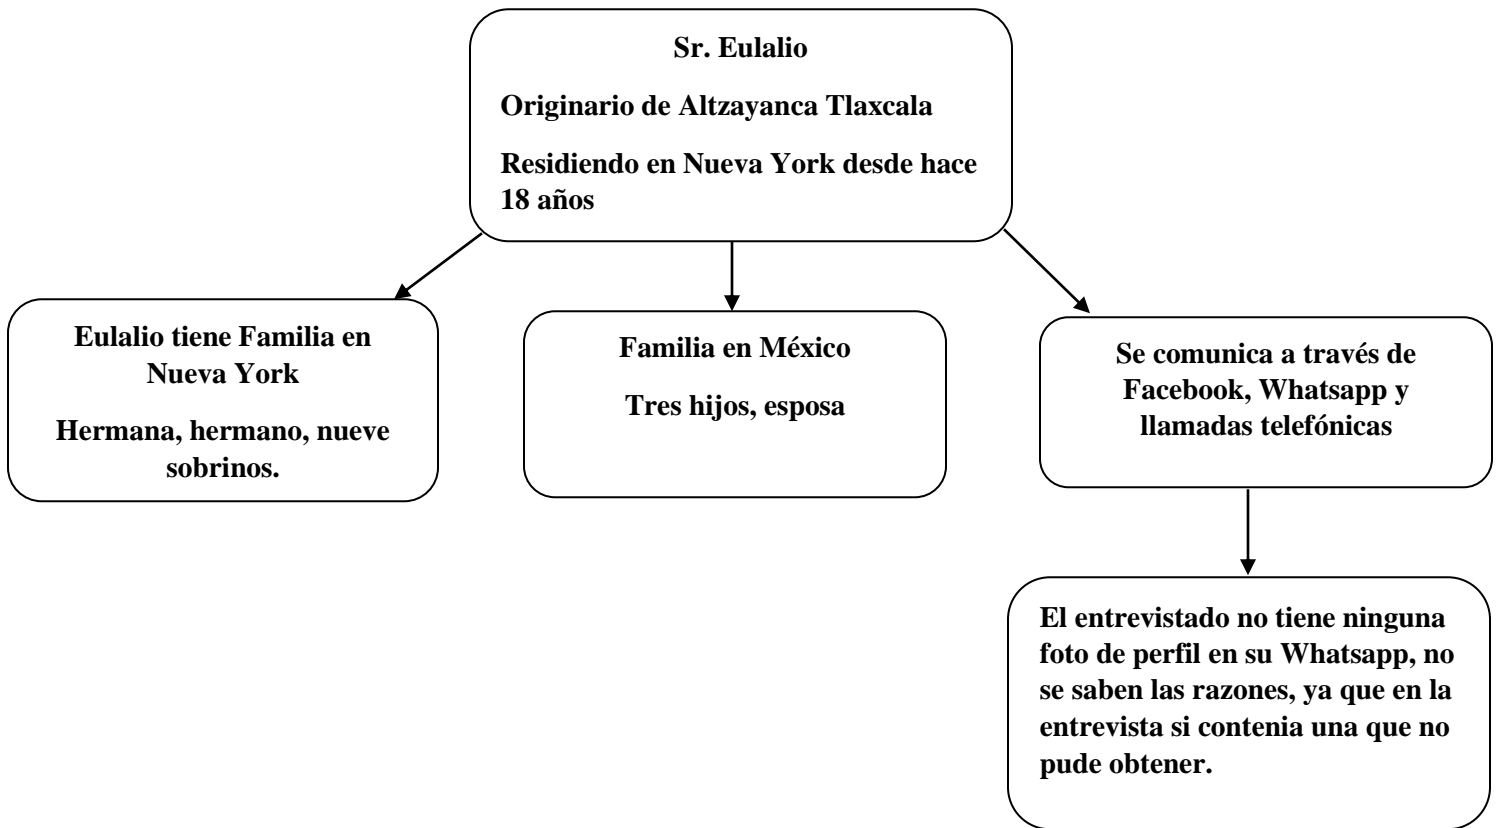 Sr. Eulalio
Originario de Altzayanca Tlaxcala
Residiendo en Nueva York desde hace
18 años
Eulalio tiene Familia en
Nueva York
Hermana, hermano, nueve
sobrinos.
Familia en México
Tres hijos, esposa
Se comunica a través de
Facebook, Whatsapp y
llamadas telefónicas
El entrevistado no tiene ninguna
foto de perfil en su Whatsapp, no
se saben las razones, ya que en la
entrevista si contenia una que no
pude obtener.